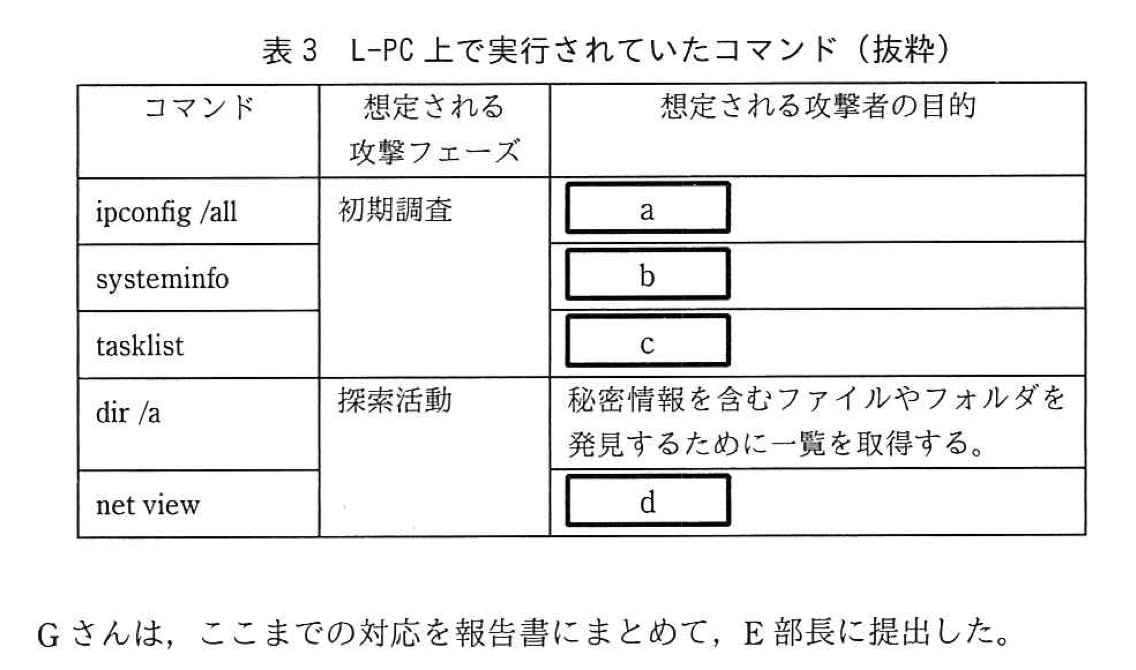 表3 L-PC上で実行されていたコマンド（抜粋）
コマンド
想定される
攻撃フェーズ
想定される攻撃者の目的
ipconfig /all
初期調査
a
systeminfo
b
tasklist
c
dir /a
探索活動
秘密情報を含むファイルやフォルダを
発見するために一覧を取得する。
net view
d
Gさんは，ここまでの対応を報告書にまとめて，E部長に提出した。